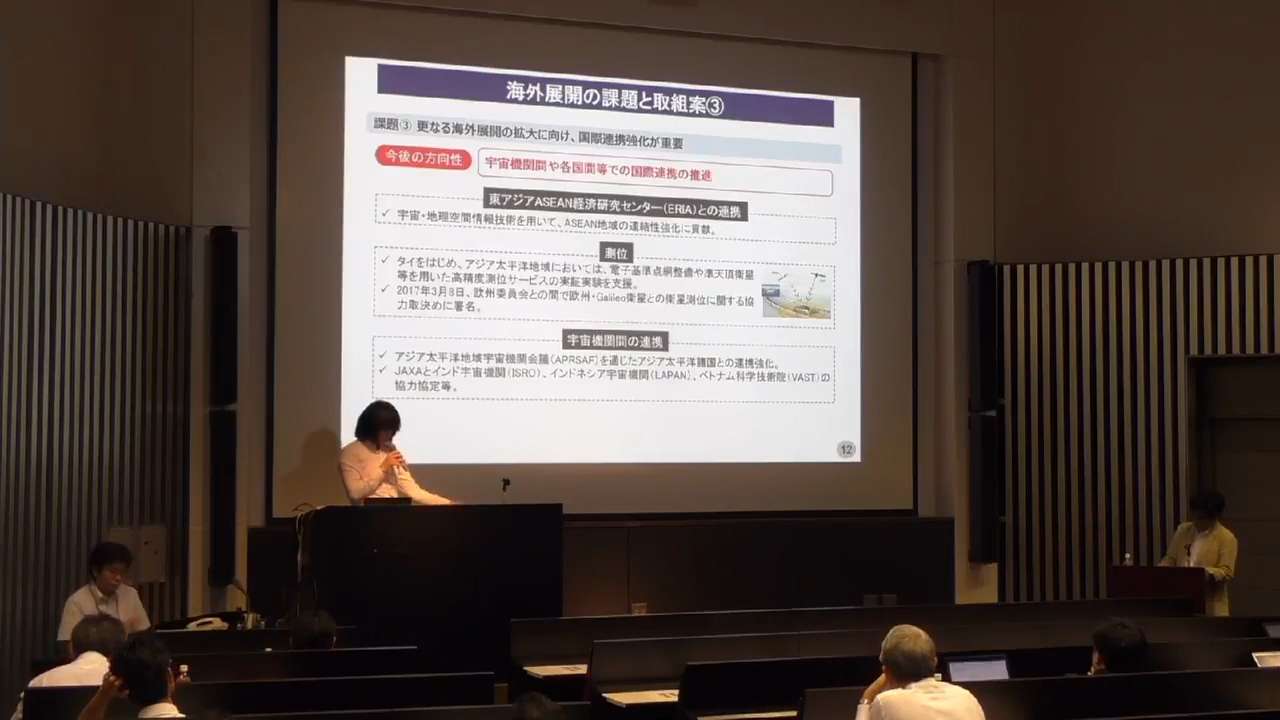 海外展開の課題と取組案③
課題③ 更なる海外展開の拡大に向け、国際連携強化が重要
今後の方向性
宇宙機関間や各国間等での国際連携の推進
東アジアASEAN経済研究センター(ERIA)との連携
✓ 宇宙・地理空間情報技術を用いて、ASEAN地域の連結性強化に貢献。
測位
✓ タイをはじめ、アジア太平洋地域においては、電子基準点網整備や準天頂衛星
等を用いた高精度測位サービスの実証実験を支援。
✓ 2017年3月8日、欧州委員会との間で欧州・Galileo衛星との衛星測位に関する協
力取決めに署名。
宇宙機関間の連携
✓ アジア太平洋地域宇宙機関会議(APRSAF)を通じたアジア太平洋諸国との連携強化。
✓ JAXAとインド宇宙機関(ISRO)、インドネシア宇宙機関(LAPAN)、ベトナム科学技術院(VAST)の
協力協定等。
12